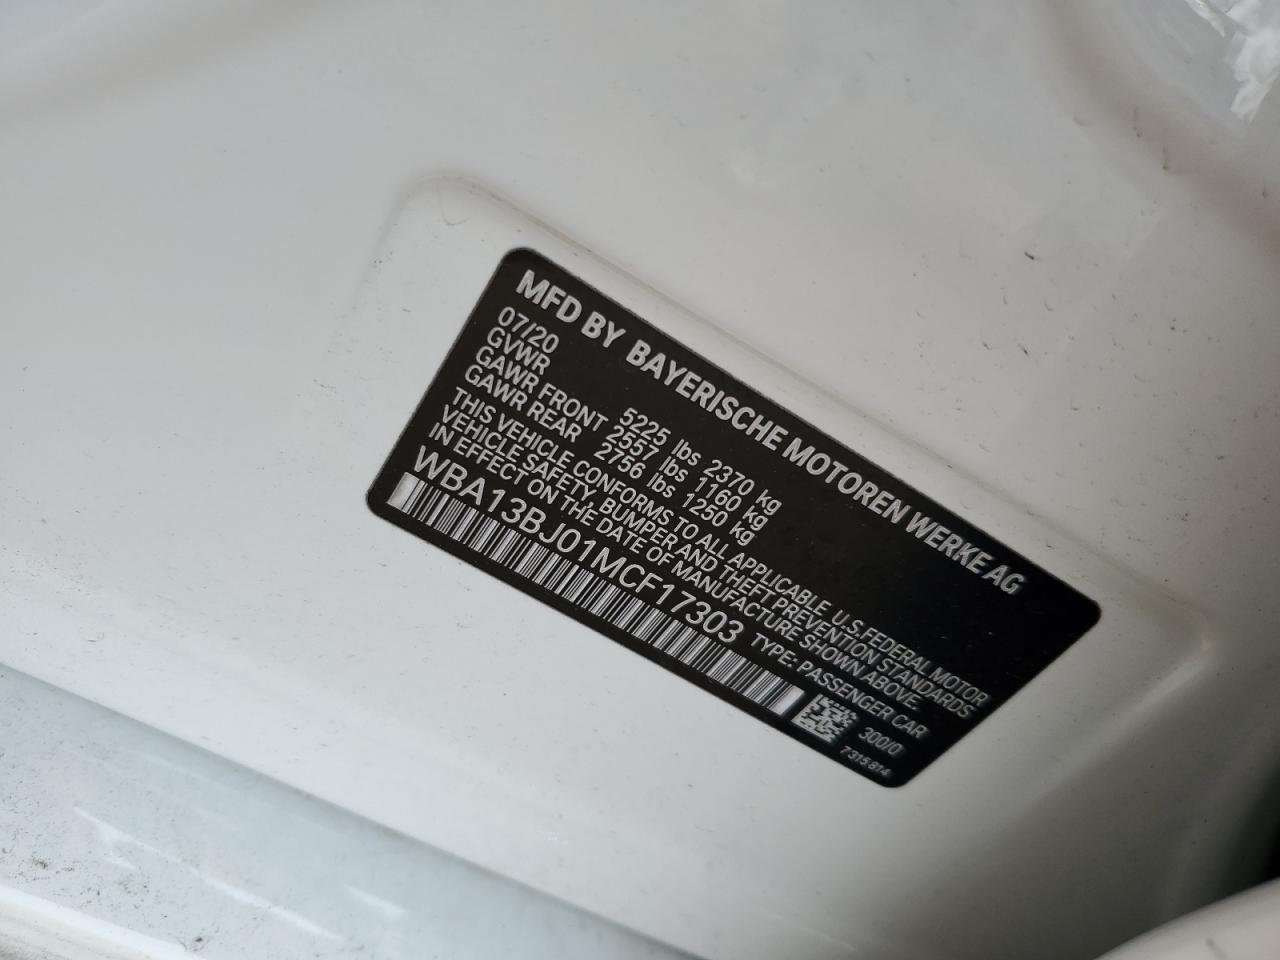 MFD BY BAYERISCHE MOTOREN WERKE AG
07/20
GVWR 5225 lbs 2370 kg
GAWR FRONT 2557 lbs 1160 kg
GAWR REAR 2756 lbs 1250 kg
THIS VEHICLE CONFORMS TO ALL APPLICABLE U.S.FEDERAL MOTOR
VEHICLE SAFETY, BUMPER AND THEFT PREVENTION STANDARDS
IN EFFECT ON THE DATE OF MANUFACTURE SHOWN ABOVE.
WBA13BJ01MCF17303 TYPE: PASSENGER CAR
300/0
7315 814